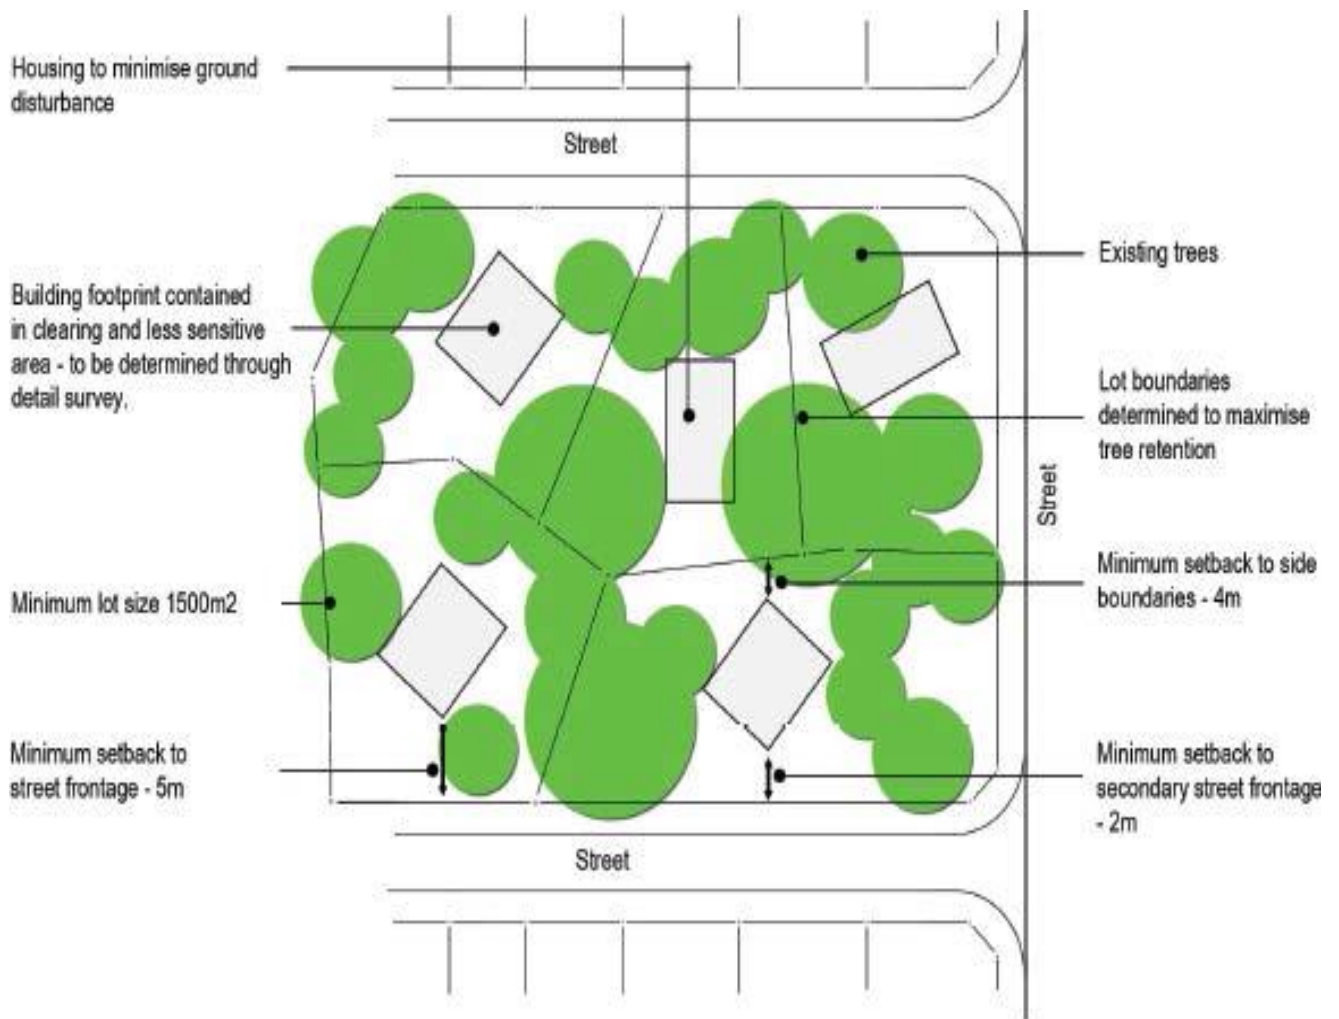 Housing to minimise ground
disturbance
Street
Existing trees
Building footprint contained
in clearing and less sensitive
area - to be determined through
detail survey.
Lot boundaries
determined to maximise
tree retention
Street
Minimum setback to side
boundaries - 4m
Minimum lot size 1500m2
Minimum setback to
street frontage - 5m
Minimum setback to
secondary street frontage
- 2m
Street